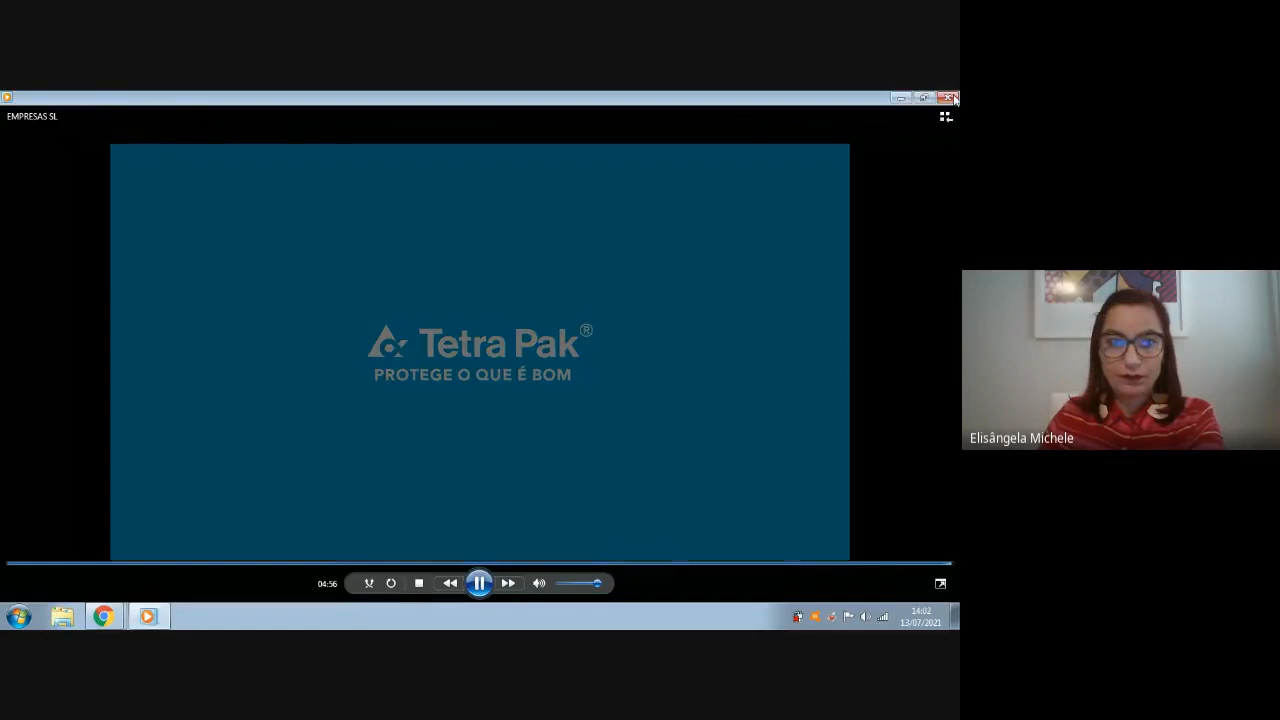 EMPRESAS SL
Tetra Pak®
PROTEGE O QUE É BOM
Elisângela Michele
04:56
14:02
13/07/2021